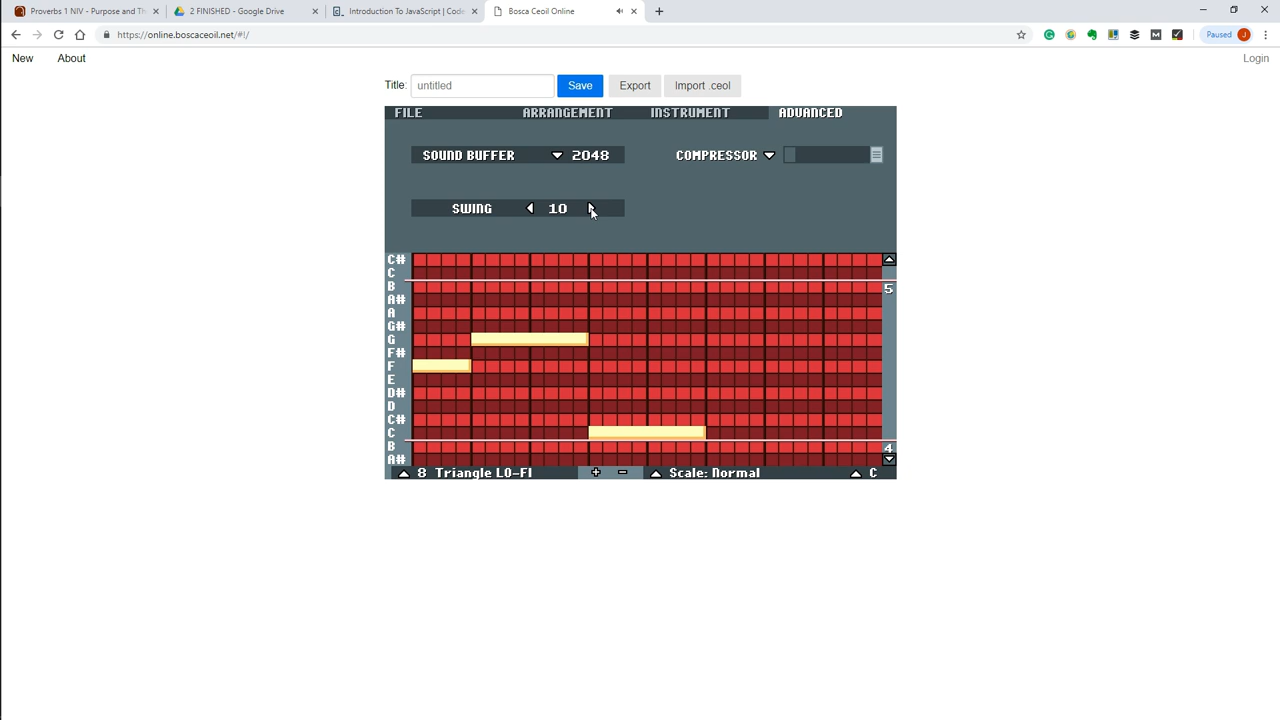 Proverbs 1 NIV - Purpose and Th
2 FINISHED - Google Drive
Introduction To JavaScript | Code
Bosca Ceoil Online
https://online.boscaceoil.net/#!/
Paused
J
New
About
Login
Title:
untitled
Save
Export
Import .ceol
FILE
ARRANGEMENT
INSTRUMENT
ADVANCED
SOUND BUFFER
2048
COMPRESSOR
SWING
10
C#
C
B
5
A#
A
G#
G
F#
F
E
D#
D
C#
C
B
4
A#
8 Triangle LO-FI
+
-
Scale: Normal
C